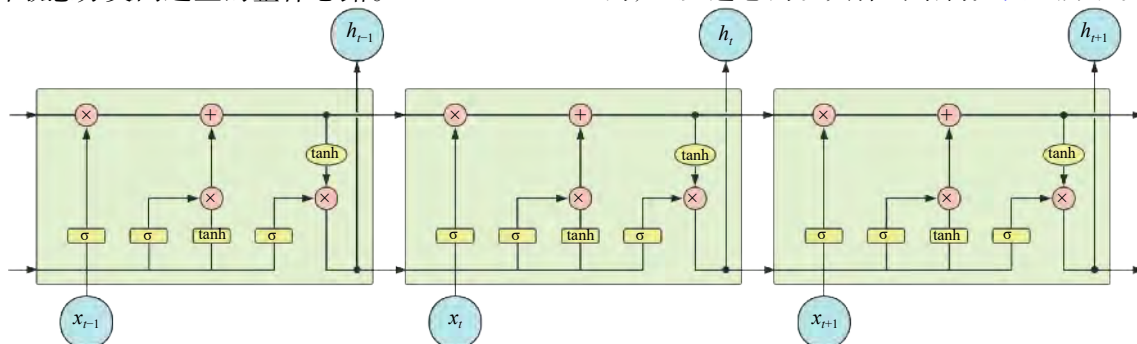 h_{t−1} h_t h_{t+1}
× + × + × +
tanh tanh tanh
× × × × × ×
σ σ tanh σ σ σ tanh σ σ σ tanh σ
x_{t−1} x_t x_{t+1}